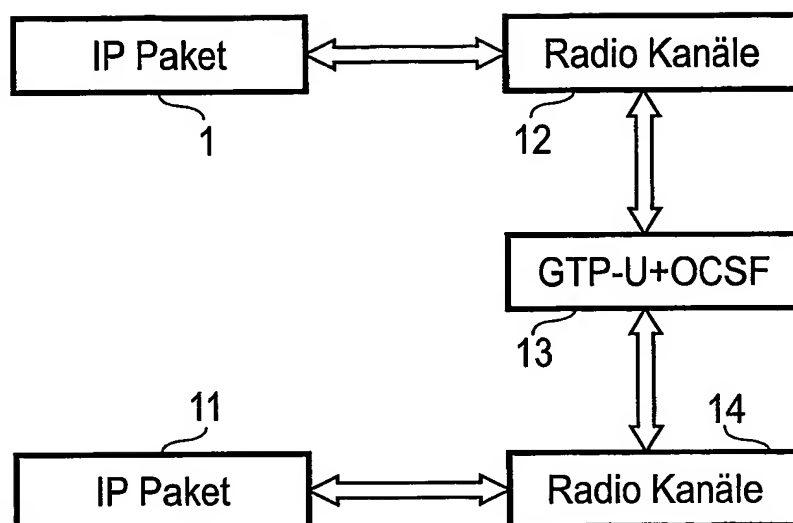 IP Paket
Radio Kanäle
1
12
GTP-U+OCSF
13
11
14
IP Paket
Radio Kanäle